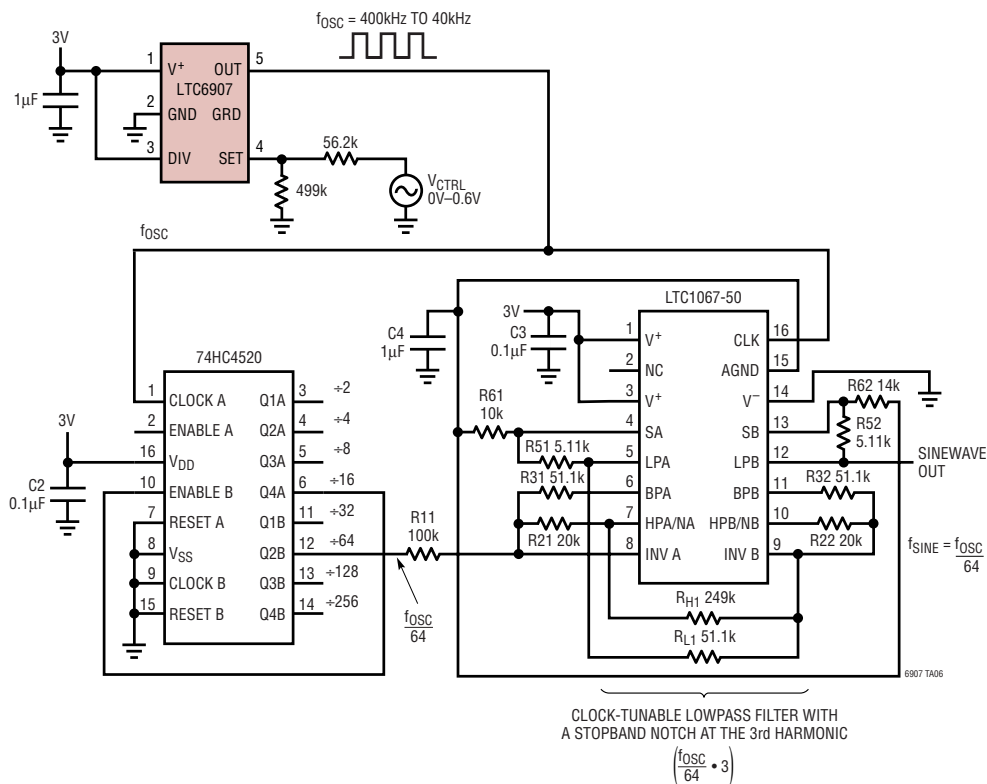 fOSC = 400kHz TO 40kHz
3V
1μF
1
V+
OUT
5
LTC6907
2
GND
GRD
3
DIV
SET
4
56.2k
499k
VCTRL
0V–0.6V
fOSC
LTC1067-50
3V
C4
1μF
C3
0.1μF
1
V+
CLK
16
2
NC
AGND
15
3
V+
V−
14
4
SA
SB
13
5
LPA
LPB
12
6
BPA
BPB
11
7
HPA/NA
HPB/NB
10
8
INV A
INV B
9
R61
10k
R51 5.11k
R31 51.1k
R21 20k
R11
100k
R62 14k
R52
5.11k
SINEWAVE
OUT
R32 51.1k
R22 20k
fSINE = fOSC
64
RH1 249k
RL1 51.1k
74HC4520
3V
C2
0.1μF
1
CLOCK A
Q1A
3
÷2
2
ENABLE A
Q2A
4
÷4
16
VDD
Q3A
5
÷8
10
ENABLE B
Q4A
6
÷16
7
RESET A
Q1B
11
÷32
8
VSS
Q2B
12
÷64
9
CLOCK B
Q3B
13
÷128
15
RESET B
Q4B
14
÷256
fOSC
64
6907 TA06
CLOCK-TUNABLE LOWPASS FILTER WITH
A STOPBAND NOTCH AT THE 3rd HARMONIC
(fOSC
64 • 3)